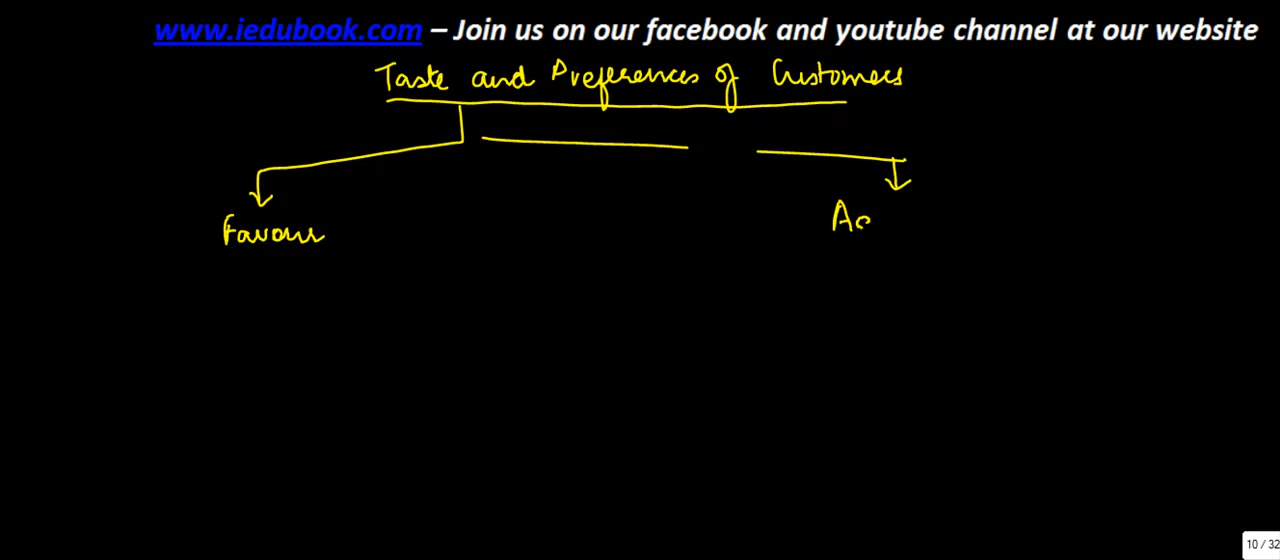 www.iedubook.com – Join us on our facebook and youtube channel at our website
Taste and Preferences of Customers
Favour
Ac
10 / 32